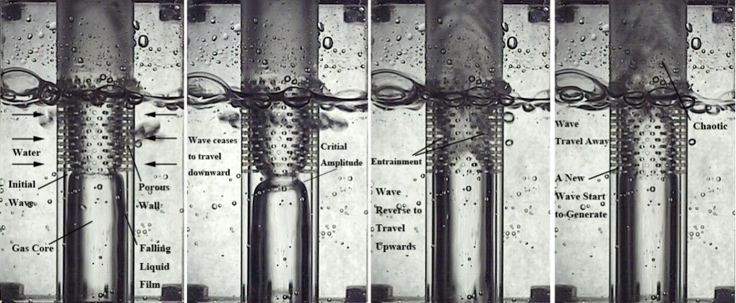 Water
Initial
Wave
Gas Core
Porous
Wall
Falling
Liquid
Film
Wave ceases
to travel
downward
Critial
Amplitude
Entrainment
Wave
Reverse to
Travel
Upwards
Wave
Travel Away
A New
Wave Start
to Generate
Chaotic